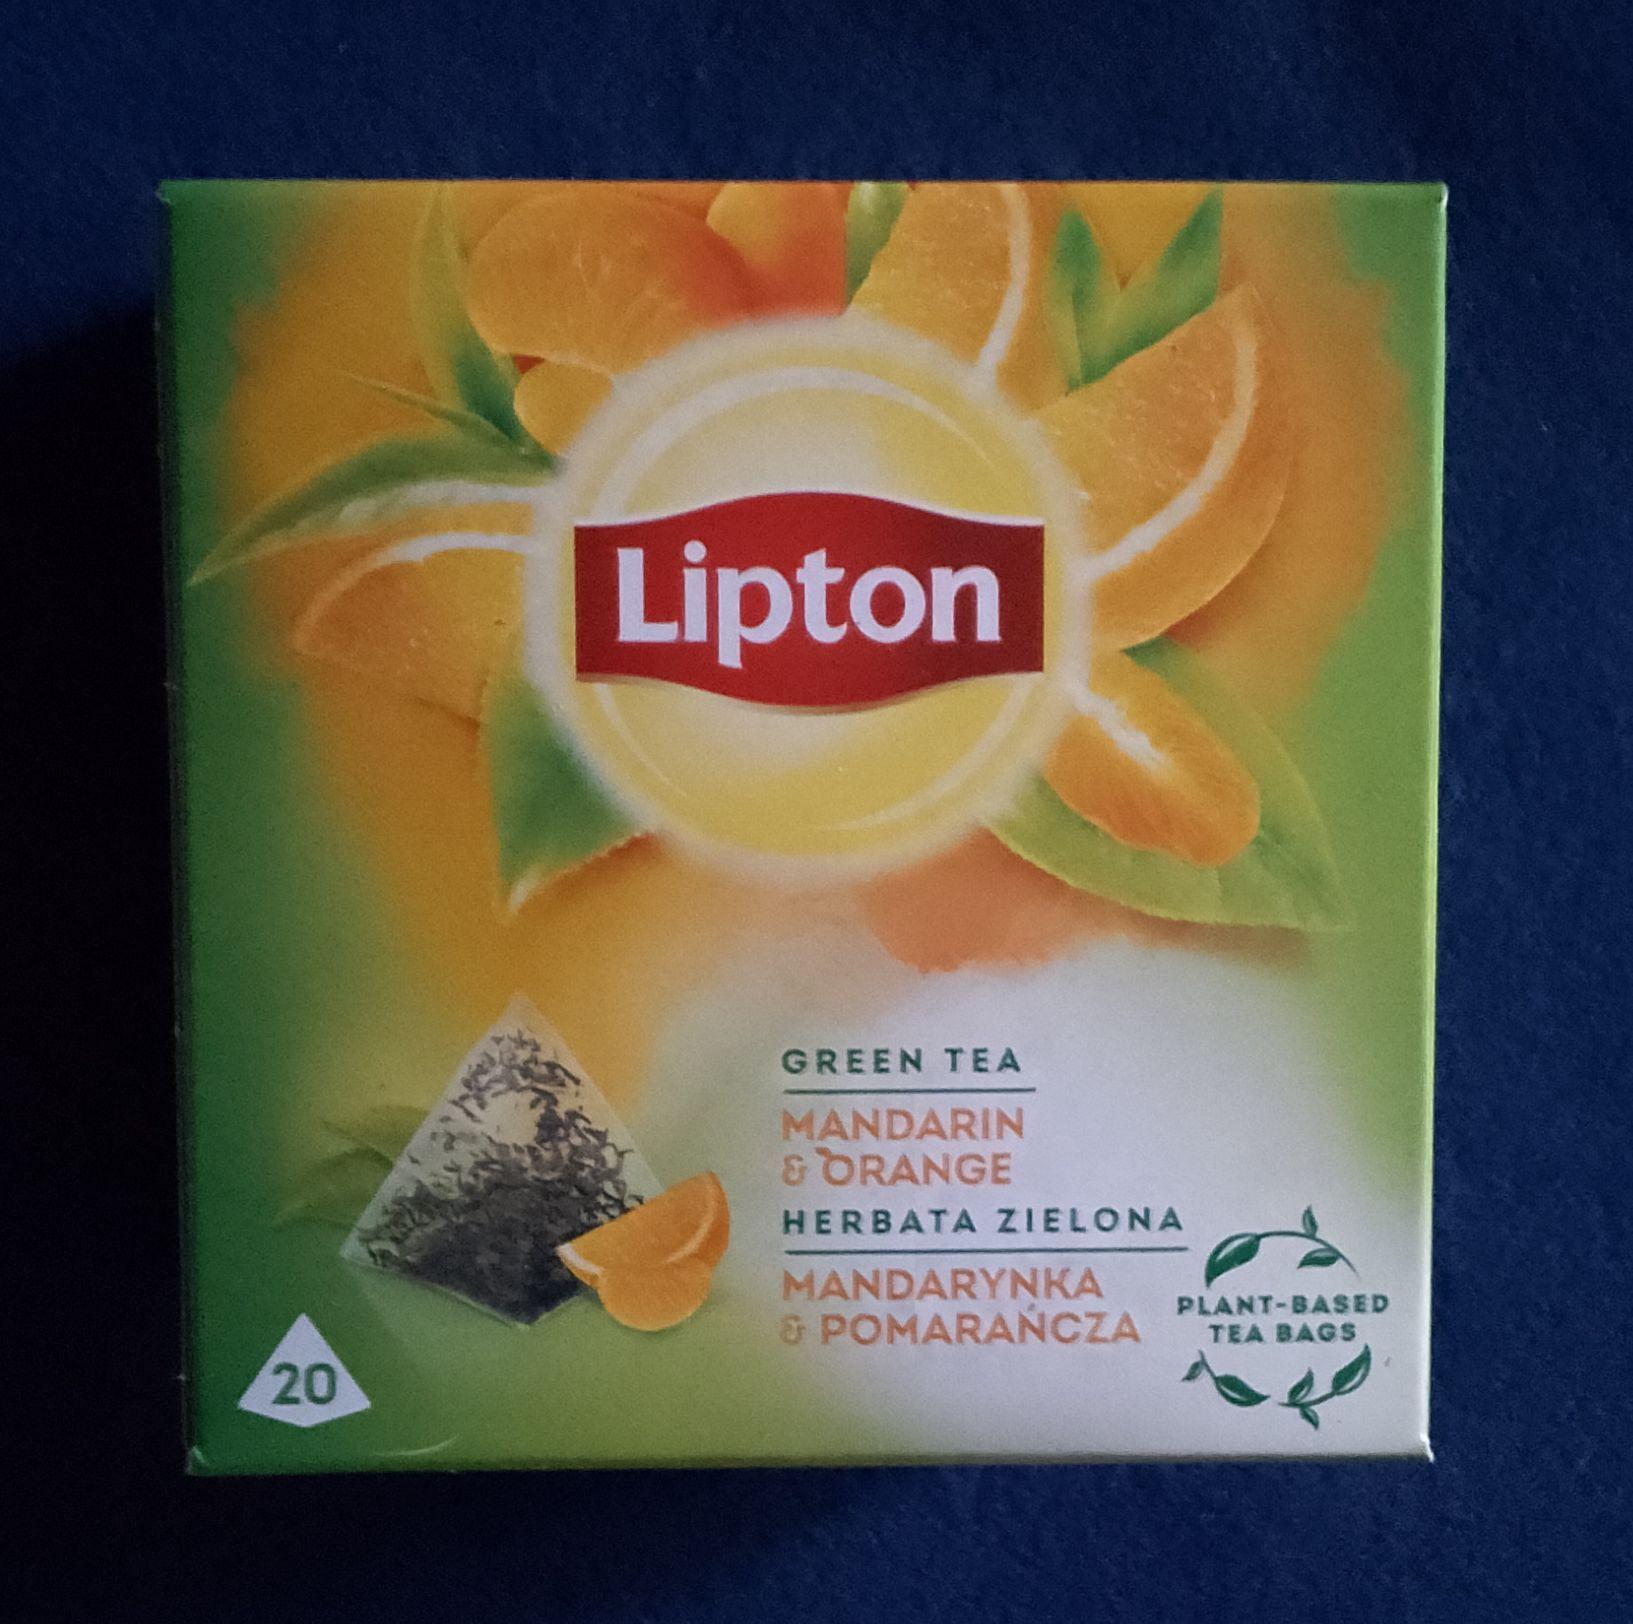 Lipton
GREEN TEA
MANDARIN
& ORANGE
HERBATA ZIELONA
MANDARYNKA
& POMARAŃCZA
PLANT-BASED
TEA BAGS
20